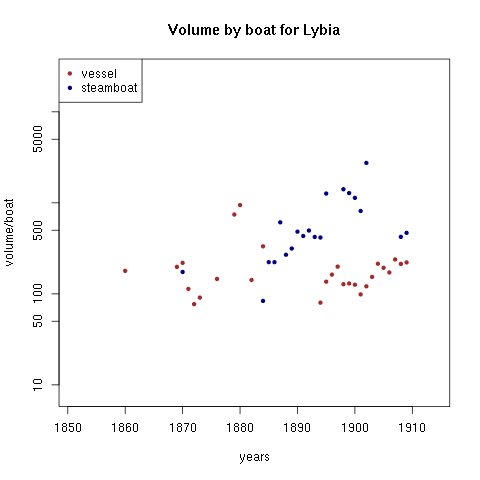 Volume by boat for Lybia
vessel
steamboat
volume/boat
5000
500
100
50
10
1850 1860 1870 1880 1890 1900 1910
years